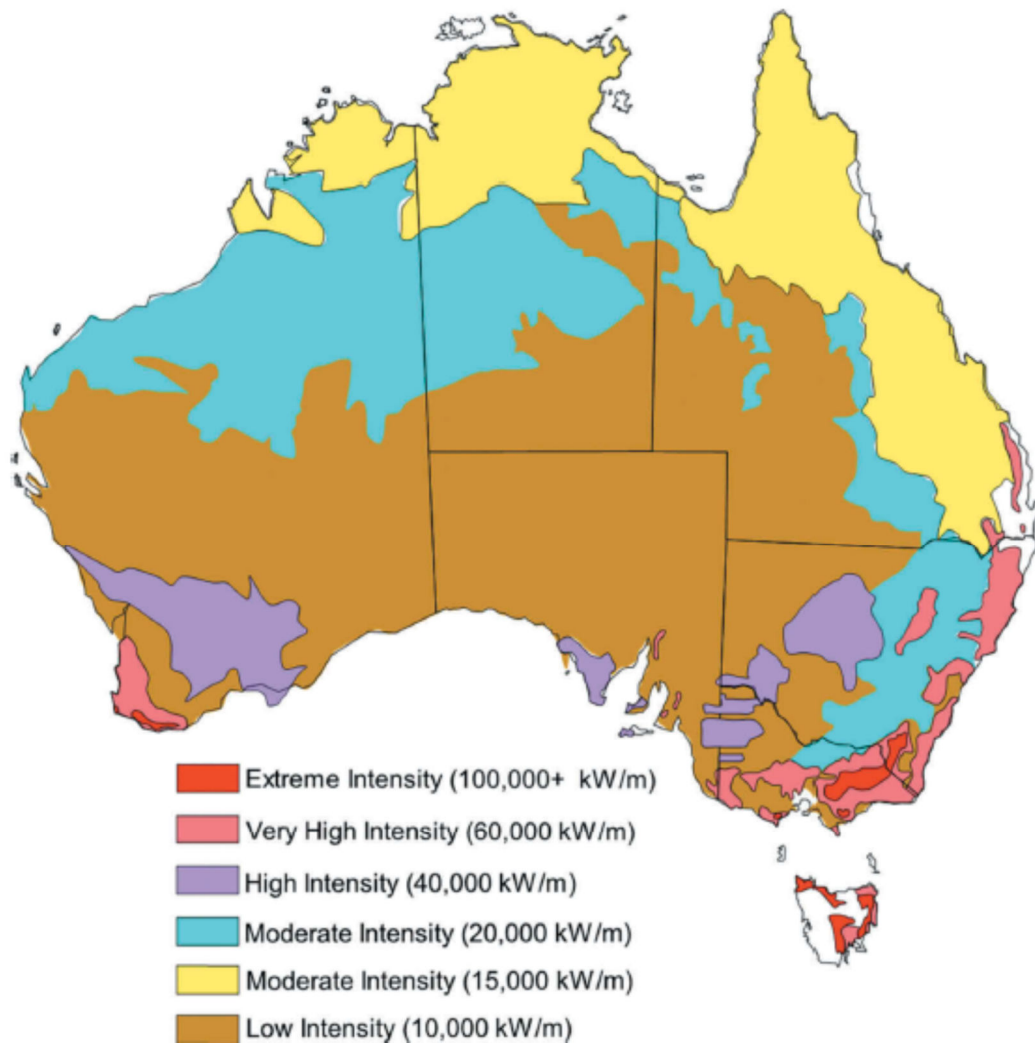 Extreme Intensity (100,000+ kW/m)
Very High Intensity (60,000 kW/m)
High Intensity (40,000 kW/m)
Moderate Intensity (20,000 kW/m)
Moderate Intensity (15,000 kW/m)
Low Intensity (10,000 kW/m)